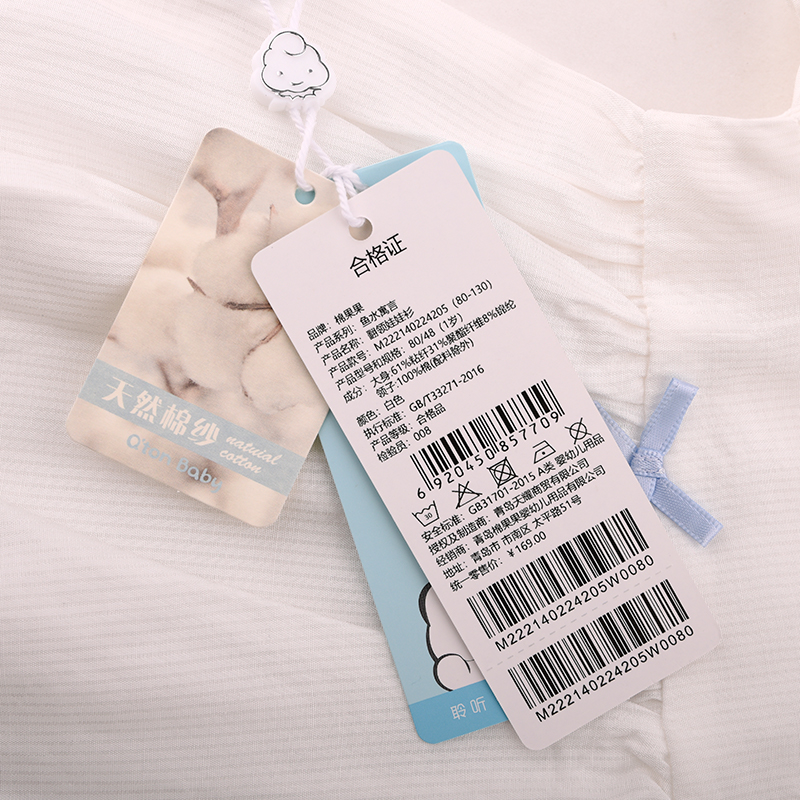 合格证
品牌：棉果果
产品系列：鱼水寓言
产品名称：翻领娃娃衫
产品款号：M222140224205 (80-130)
产品型号和规格：80/48（1岁）
成分：大身:61%粘纤31%聚酯纤维8%锦纶
领子:100%棉(配料除外)
颜色：白色
执行标准：GB/T33271-2016
产品等级：合格品
检验员：008
6 920450 857709
30
安全标准：GB31701-2015 A类 婴幼儿用品
授权及制造商：青岛天耀商贸有限公司
经销商：青岛棉果果婴幼儿用品有限公司
地址：青岛市 市南区 太平路51号
统一零售价：￥169.00
M222140224205W0080
M222140224205W0080
天然棉纱
cotton
Baby
聆听